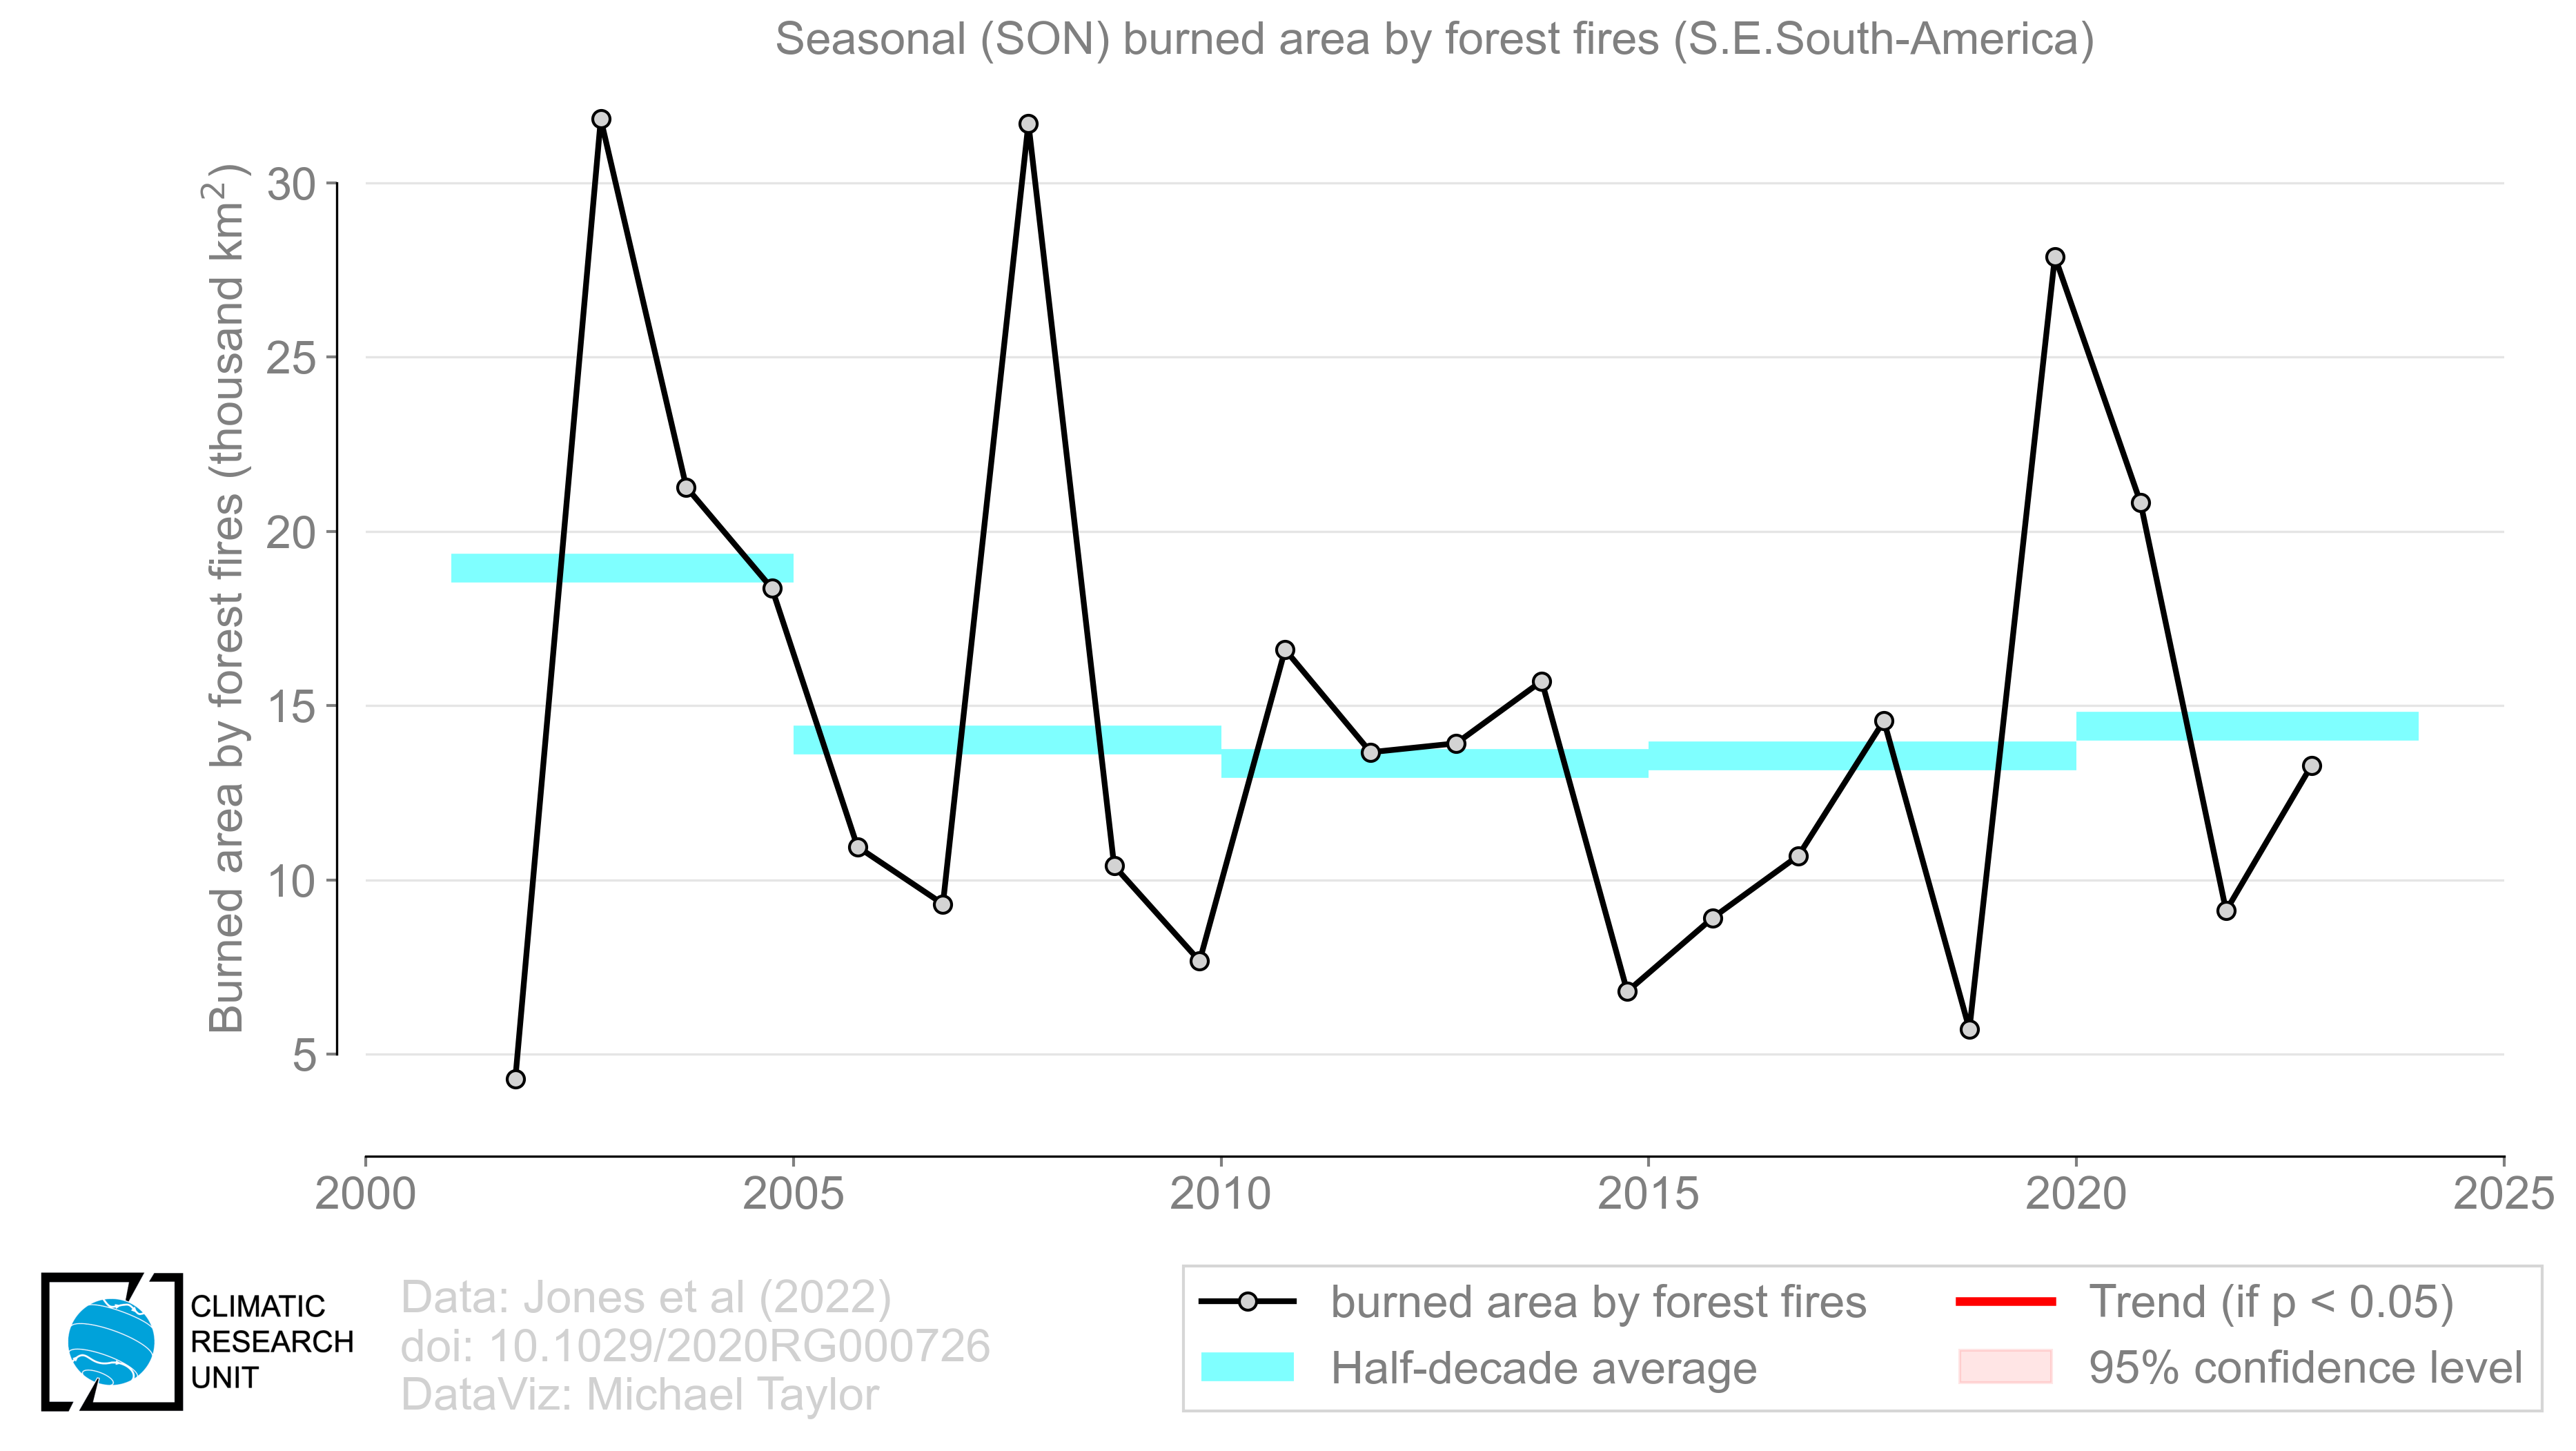 Seasonal (SON) burned area by forest fires (S.E.South-America)
Burned area by forest fires (thousand km²)
30
25
20
15
10
5
2000
2005
2010
2015
2020
2025
CLIMATIC
RESEARCH
UNIT
Data: Jones et al (2022)
doi: 10.1029/2020RG000726
DataViz: Michael Taylor
burned area by forest fires
Half-decade average
Trend (if p < 0.05)
95% confidence level